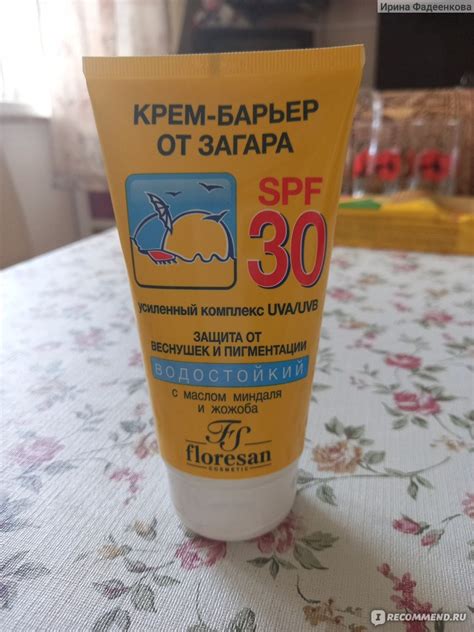 Ирина Фадеенкова
КРЕМ-БАРЬЕР
ОТ ЗАГАРА
SPF
30
усиленный комплекс UVA/UVB
ЗАЩИТА ОТ
ВЕСНУШЕК И ПИГМЕНТАЦИИ
ВОДОСТОЙКИЙ
с маслом миндаля
и жожоба
FS
floresan
COSMETIC
IRECOMMEND.RU